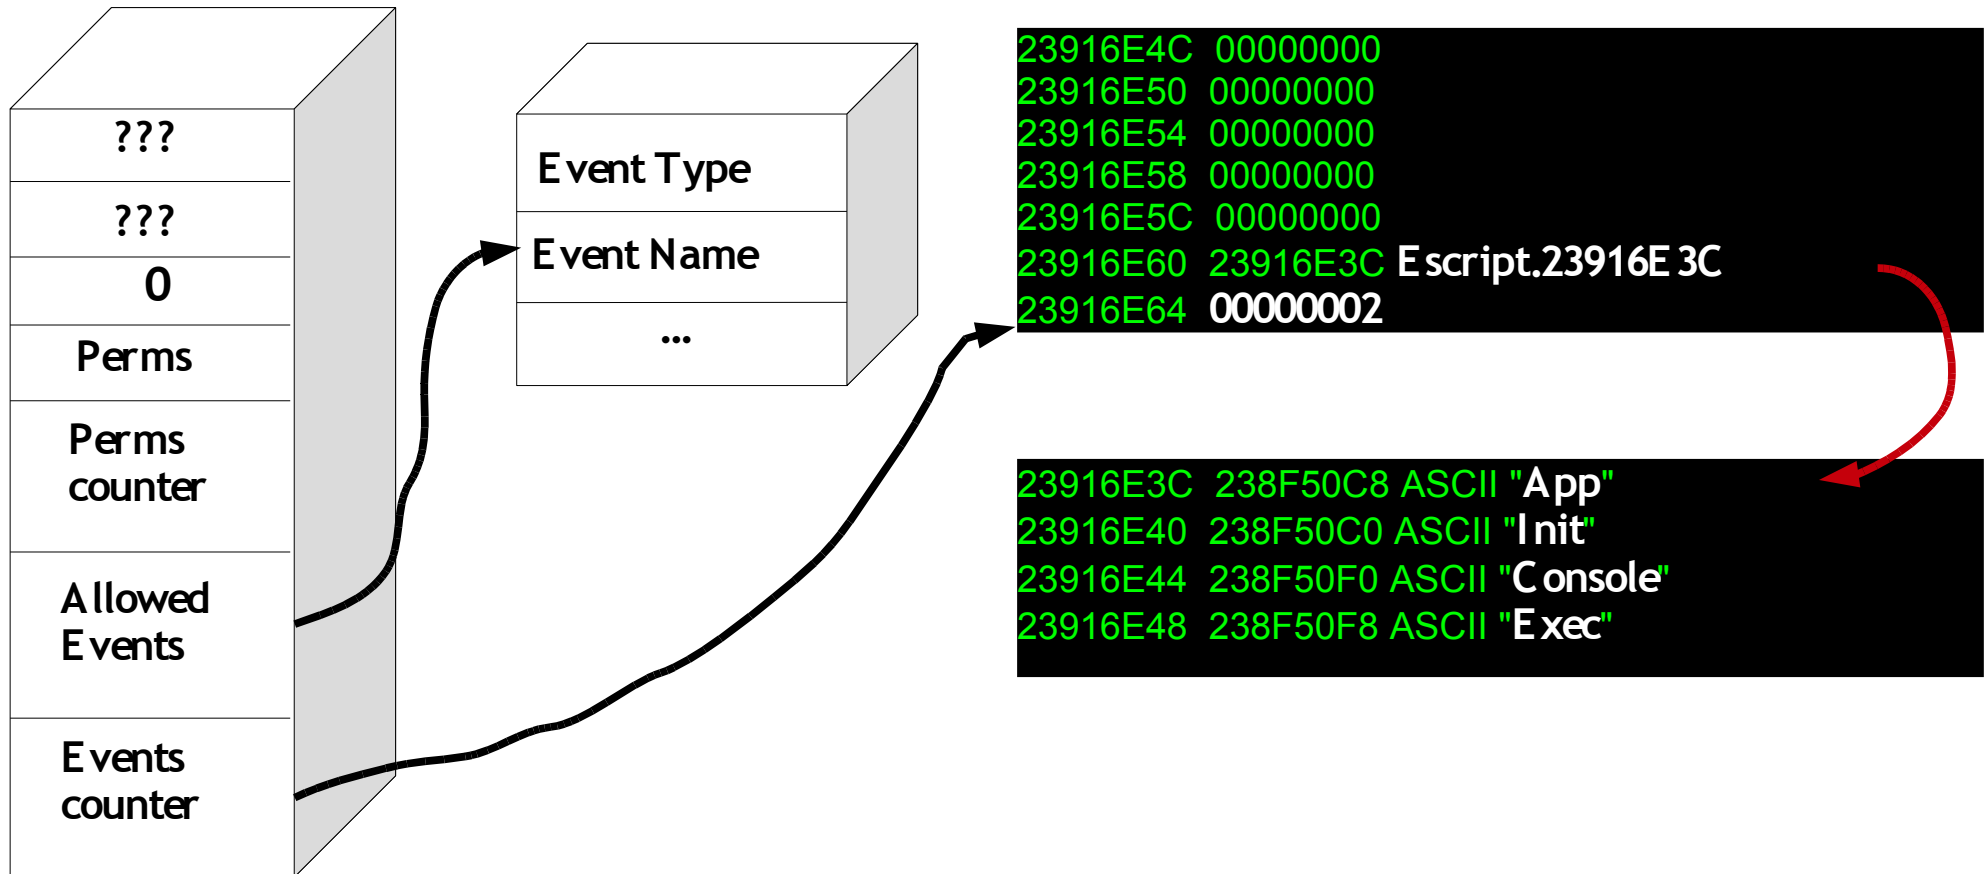 ???
???
0
Perms
Perms
counter
Allowed
Events
Events
counter
Event Type
Event Name
...
23916E4C 00000000
23916E50 00000000
23916E54 00000000
23916E58 00000000
23916E5C 00000000
23916E60 23916E3C Escript.23916E3C
23916E64 00000002
23916E3C 238F50C8 ASCII "App"
23916E40 238F50C0 ASCII "Init"
23916E44 238F50F0 ASCII "Console"
23916E48 238F50F8 ASCII "Exec"